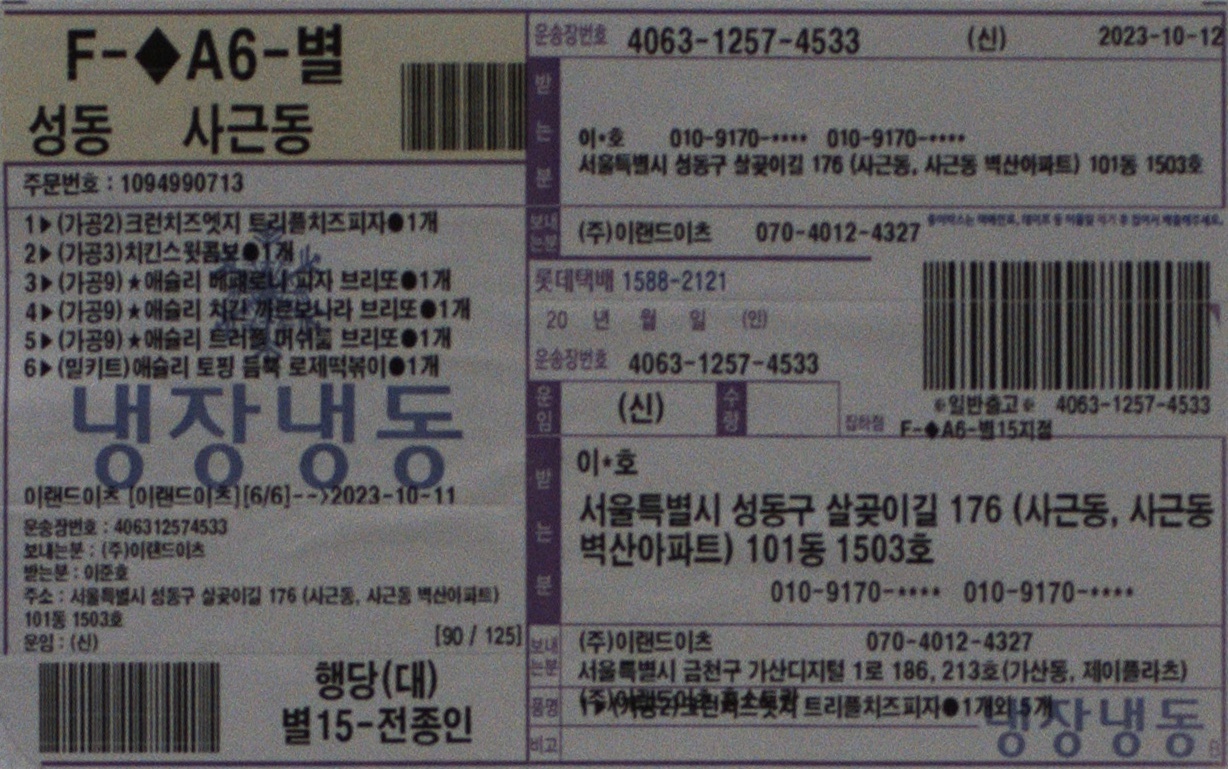 F-◆A6-별
성동 사근동
주문번호 : 1094990713
1▶(가공2)크런치즈엣지 트리플치즈피자●1개
2▶(가공3)치킨스윗콤보●1개
3▶(가공9)★애슐리 페퍼로니 피자 브리또●1개
4▶(가공9)★애슐리 치킨 까르보나라 브리또●1개
5▶(가공9)★애슐리 트러플 머쉬룸 브리또●1개
6▶(밀키트)애슐리 토핑 듬뿍 로제떡볶이●1개
냉장냉동
이랜드이츠 [이랜드이츠][6/6]-->2023-10-11
운송장번호 : 406312574533
보내는분 : (주)이랜드이츠
받는분 : 이준호
주소 : 서울특별시 성동구 살곶이길 176 (사근동, 사근동 벽산아파트)
101동 1503호
운임 : (신)
[90 / 125]
행당(대)
별15-전종인
운송장번호 4063-1257-4533 (신) 2023-10-12
받는분
이*호 010-9170-**** 010-9170-****
서울특별시 성동구 살곶이길 176 (사근동, 사근동 벽산아파트) 101동 1503호
보내는분 (주)이랜드이츠 070-4012-4327
롯데택배 1588-2121
20 년 월 일 (인)
운송장번호 4063-1257-4533
운임 (신) 수량 집하점
※일반출고※ 4063-1257-4533
F-◆A6-별15지점
받는분
이*호
서울특별시 성동구 살곶이길 176 (사근동, 사근동
벽산아파트) 101동 1503호
010-9170-**** 010-9170-****
보내는분 (주)이랜드이츠 070-4012-4327
서울특별시 금천구 가산디지털 1로 186, 213호(가산동, 제이플라츠)
품명 1▶(가공2)크런치즈엣지 트리플치즈피자●1개외 5개
냉장냉동
비고